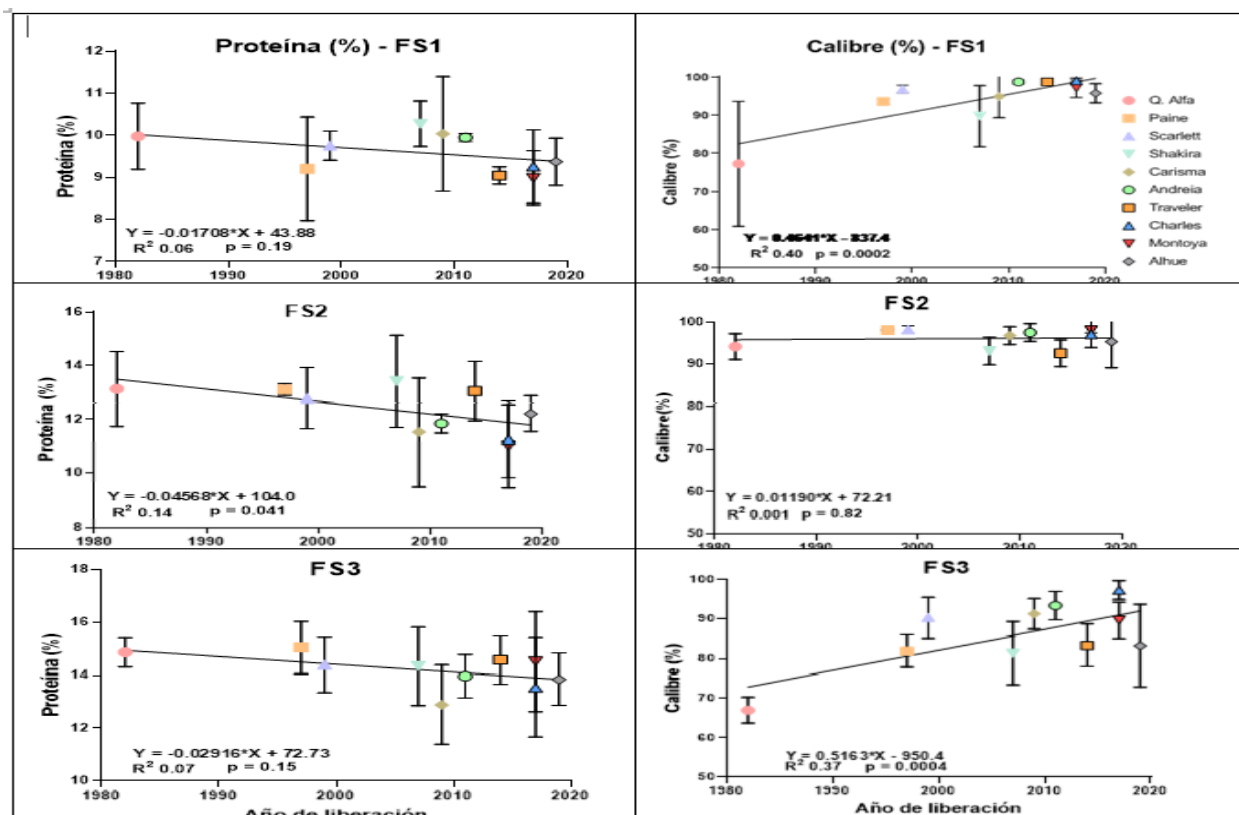 Proteína (%) - FS1
12
11
10
9
8
7
Proteína (%)
Y = -0.01708*X + 43.88
R² 0.06 p = 0.19
1980 1990 2000 2010 2020
Calibre (%) - FS1
100
90
80
70
60
50
Calibre (%)
Y = 0.4641*X - 837.4
R² 0.40 p = 0.0002
1980 1990 2000 2010 2020
Q. Alfa
Paine
Scarlett
Shakira
Carisma
Andreia
Traveler
Charles
Montoya
Alhue
FS2
16
14
12
10
8
Proteína (%)
Y = -0.04568*X + 104.0
R² 0.14 p = 0.041
1980 1990 2000 2010 2020
FS2
100
90
80
70
60
50
Calibre(%)
Y = 0.01190*X + 72.21
R² 0.001 p = 0.82
1980 1990 2000 2010 2020
FS3
18
16
14
12
10
Proteína (%)
Y = -0.02916*X + 72.73
R² 0.07 p = 0.15
1980 1990 2000 2010 2020
Año de liberación
FS3
100
90
80
70
60
50
Calibre (%)
Y = 0.5163*X - 950.4
R² 0.37 p = 0.0004
1980 1990 2000 2010 2020
Año de liberación